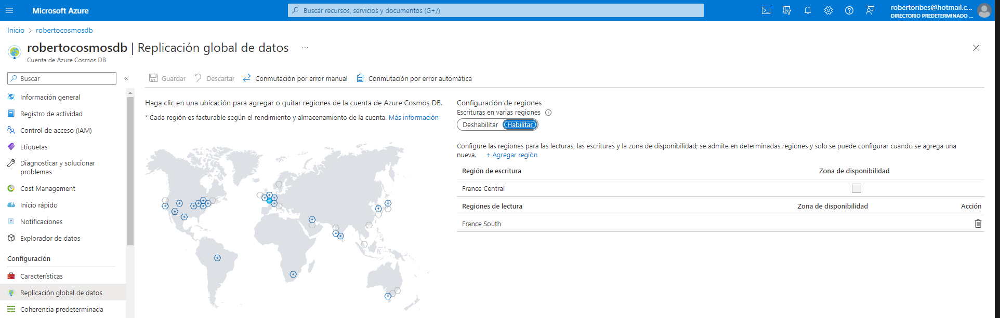 Microsoft Azure
Buscar recursos, servicios y documentos (G+/)
robertoribes@hotmail.c...
DIRECTORIO PREDETERMINADO ...
Inicio > robertocosmosdb
robertocosmosdb | Replicación global de datos ...
Cuenta de Azure Cosmos DB
Buscar
«
Información general
Registro de actividad
Control de acceso (IAM)
Etiquetas
Diagnosticar y solucionar
problemas
Cost Management
Inicio rápido
Notificaciones
Explorador de datos
Configuración
Características
Replicación global de datos
Coherencia predeterminada
Guardar
Descartar
Conmutación por error manual
Conmutación por error automática
Haga clic en una ubicación para agregar o quitar regiones de la cuenta de Azure Cosmos DB.
* Cada región es facturable según el rendimiento y almacenamiento de la cuenta. Más información
Configuración de regiones
Escrituras en varias regiones
Deshabilitar Habilitar
Configure las regiones para las lecturas, las escrituras y la zona de disponibilidad; se admite en determinadas regiones y solo se puede configurar cuando se agrega una
nueva. + Agregar región
Región de escritura Zona de disponibilidad
France Central
Regiones de lectura Zona de disponibilidad Acción
France South